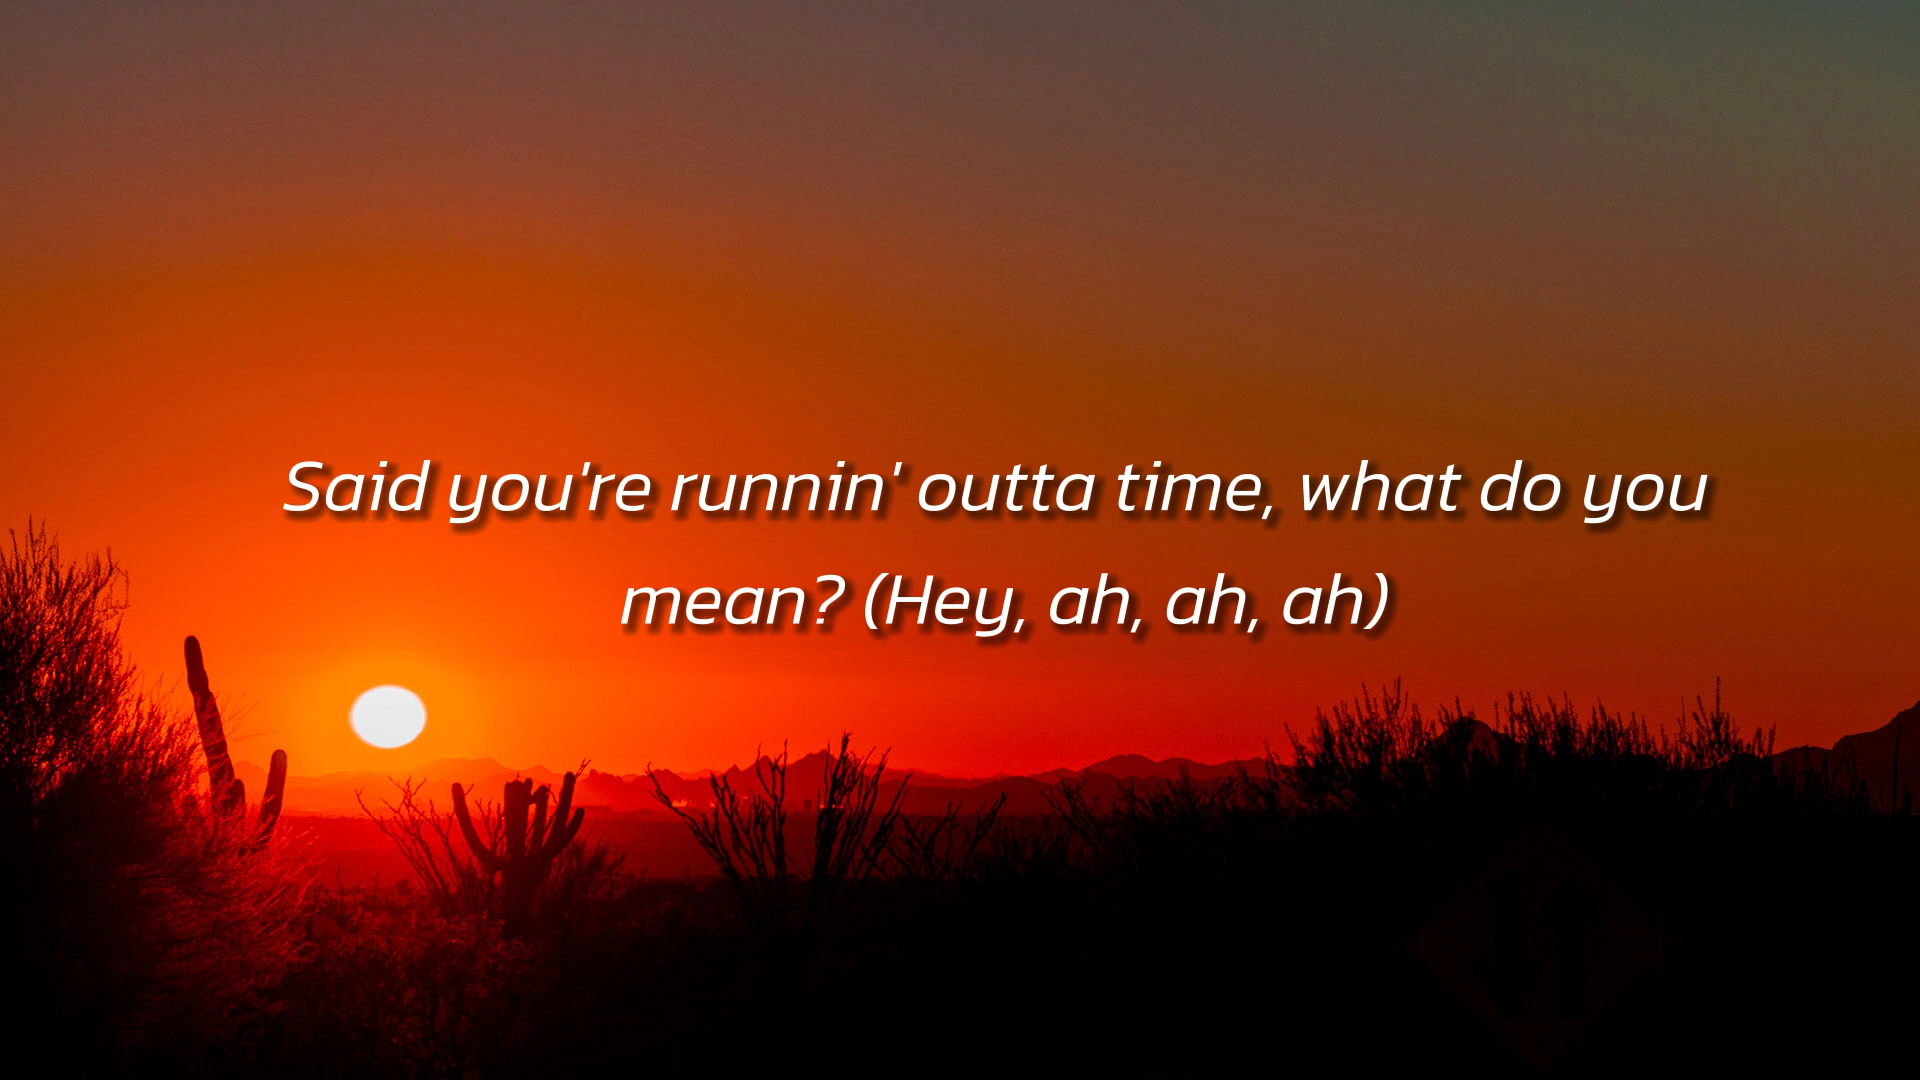 Said you're runnin' outta time, what do you
mean? (Hey, ah, ah, ah)